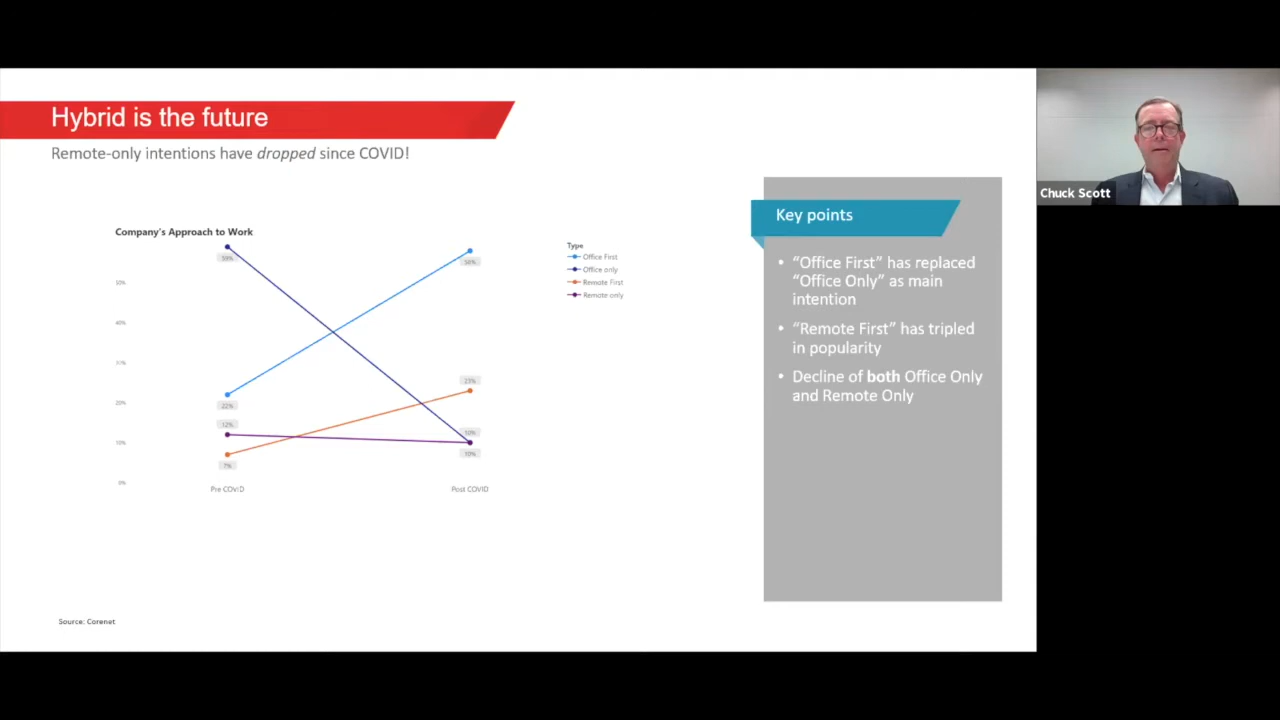 Hybrid is the future
Remote-only intentions have dropped since COVID!
Company's Approach to Work
59%
58%
50%
40%
30%
20%
10%
0%
22%
12%
7%
23%
10%
10%
Pre COVID
Post COVID
Type
Office First
Office only
Remote First
Remote only
Key points
• "Office First" has replaced
"Office Only" as main
intention
• "Remote First" has tripled
in popularity
• Decline of both Office Only
and Remote Only
Source: Corenet
Chuck Scott